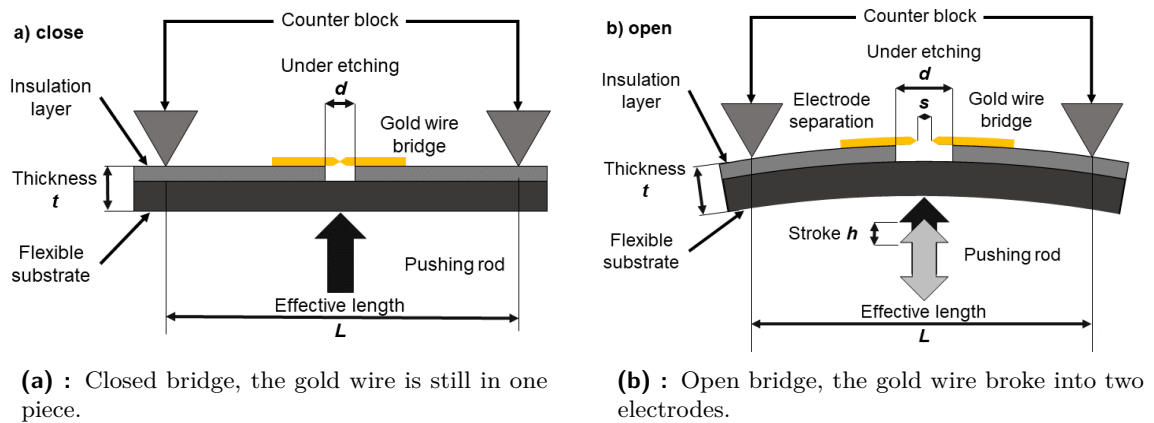 a) close
Counter block
Under etching
d
Insulation
layer
Gold wire
bridge
Thickness
t
Flexible
substrate
Pushing rod
Effective length
L
(a) : Closed bridge, the gold wire is still in one
piece.
b) open
Counter block
Under etching
d
s
Insulation
layer
Electrode
separation
Gold wire
bridge
Thickness
t
Stroke h
Flexible
substrate
Pushing rod
Effective length
L
(b) : Open bridge, the gold wire broke into two
electrodes.